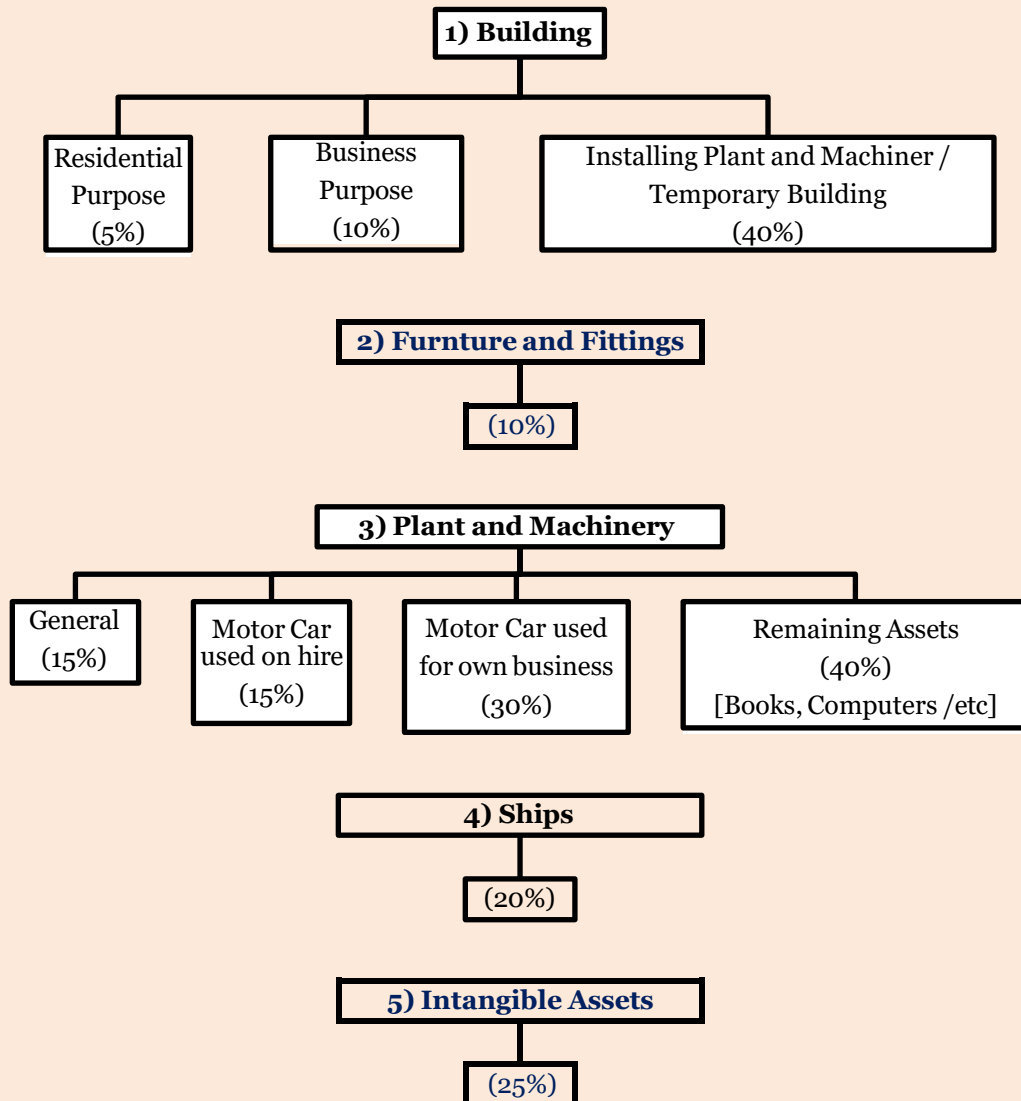 1) Building
Residential
Purpose
(5%)
Business
Purpose
(10%)
Installing Plant and Machiner /
Temporary Building
(40%)
2) Furnture and Fittings
(10%)
3) Plant and Machinery
General
(15%)
Motor Car
used on hire
(15%)
Motor Car used
for own business
(30%)
Remaining Assets
(40%)
[Books, Computers /etc]
4) Ships
(20%)
5) Intangible Assets
(25%)